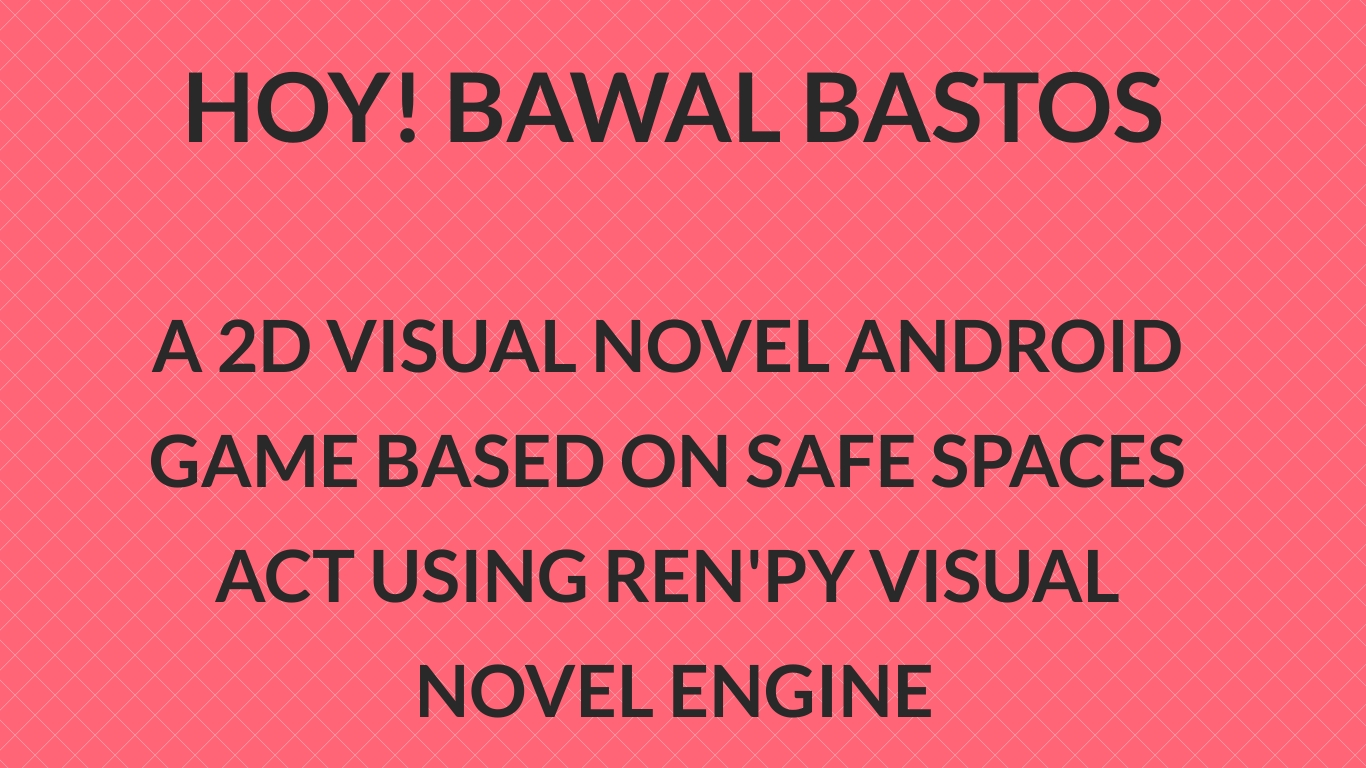 HOY! BAWAL BASTOS
A 2D VISUAL NOVEL ANDROID
GAME BASED ON SAFE SPACES
ACT USING REN'PY VISUAL
NOVEL ENGINE